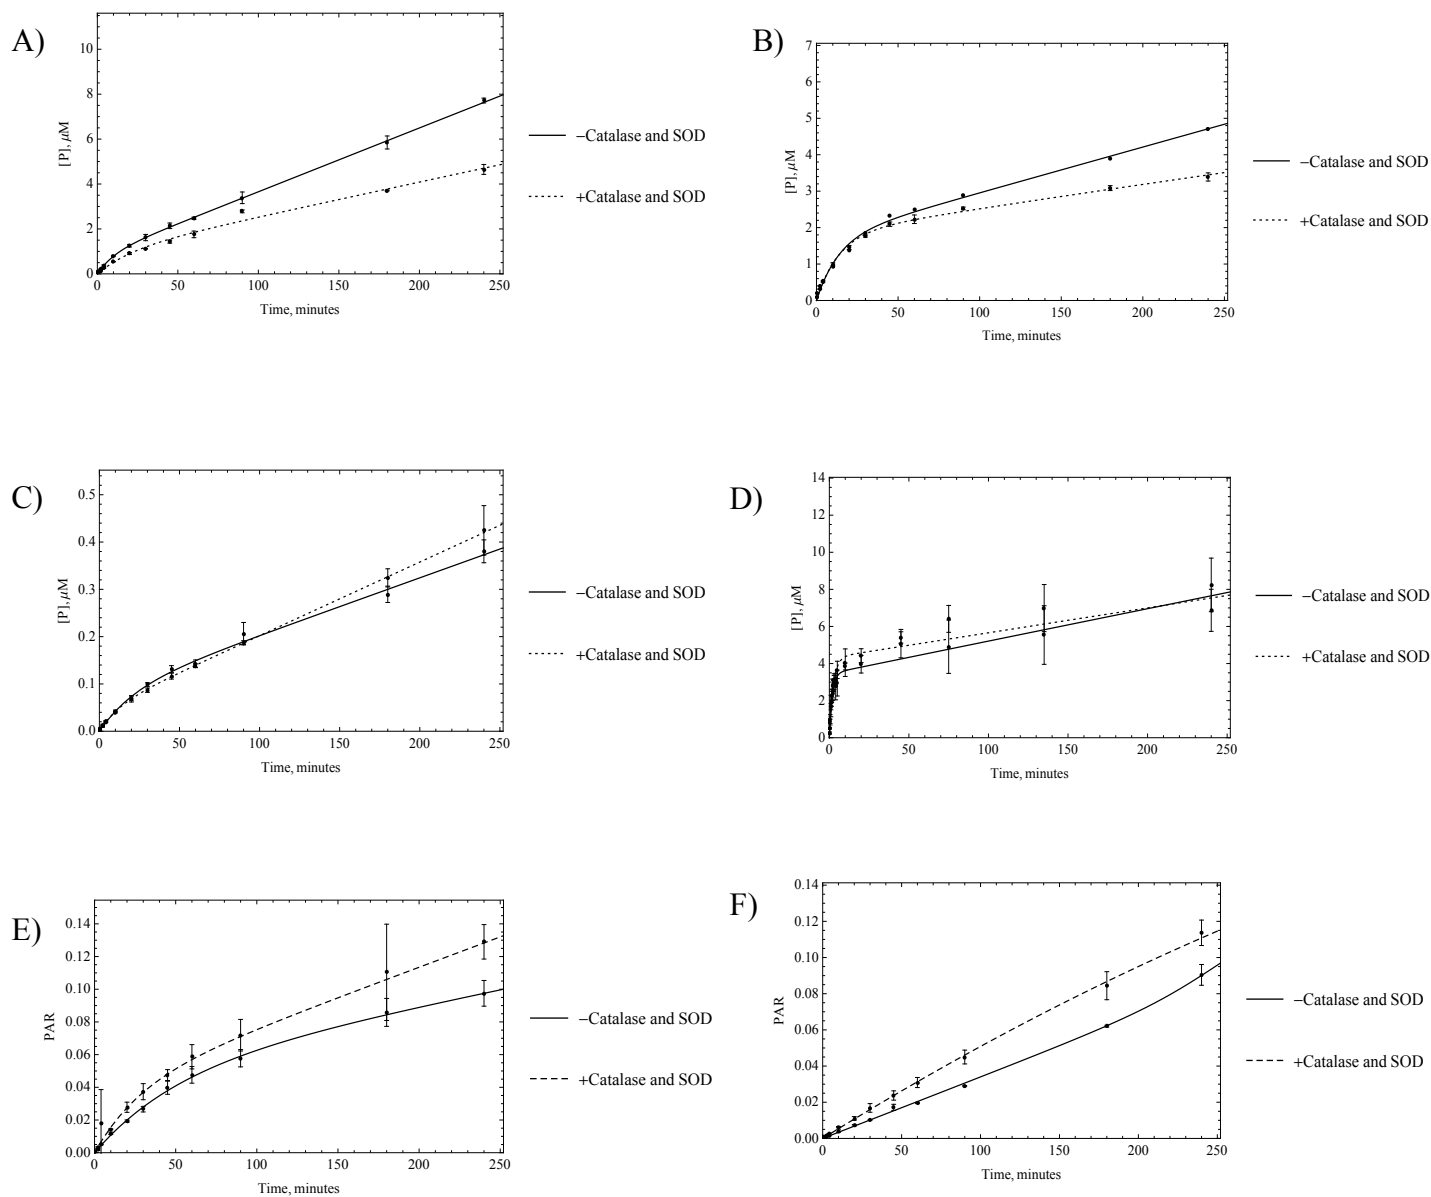 A)
10
8
6
4
2
0
[P], μM
0 50 100 150 200 250
Time, minutes
−Catalase and SOD
+Catalase and SOD
B)
7
6
5
4
3
2
1
0
[P], μM
0 50 100 150 200 250
Time, minutes
−Catalase and SOD
+Catalase and SOD
C)
0.5
0.4
0.3
0.2
0.1
0.0
[P], μM
0 50 100 150 200 250
Time, minutes
−Catalase and SOD
+Catalase and SOD
D)
14
12
10
8
6
4
2
0
[P], μM
0 50 100 150 200 250
Time, minutes
−Catalase and SOD
+Catalase and SOD
E)
0.14
0.12
0.10
0.08
0.06
0.04
0.02
0.00
PAR
0 50 100 150 200 250
Time, minutes
−Catalase and SOD
+Catalase and SOD
F)
0.14
0.12
0.10
0.08
0.06
0.04
0.02
0.00
PAR
0 50 100 150 200 250
Time, minutes
−Catalase and SOD
+Catalase and SOD